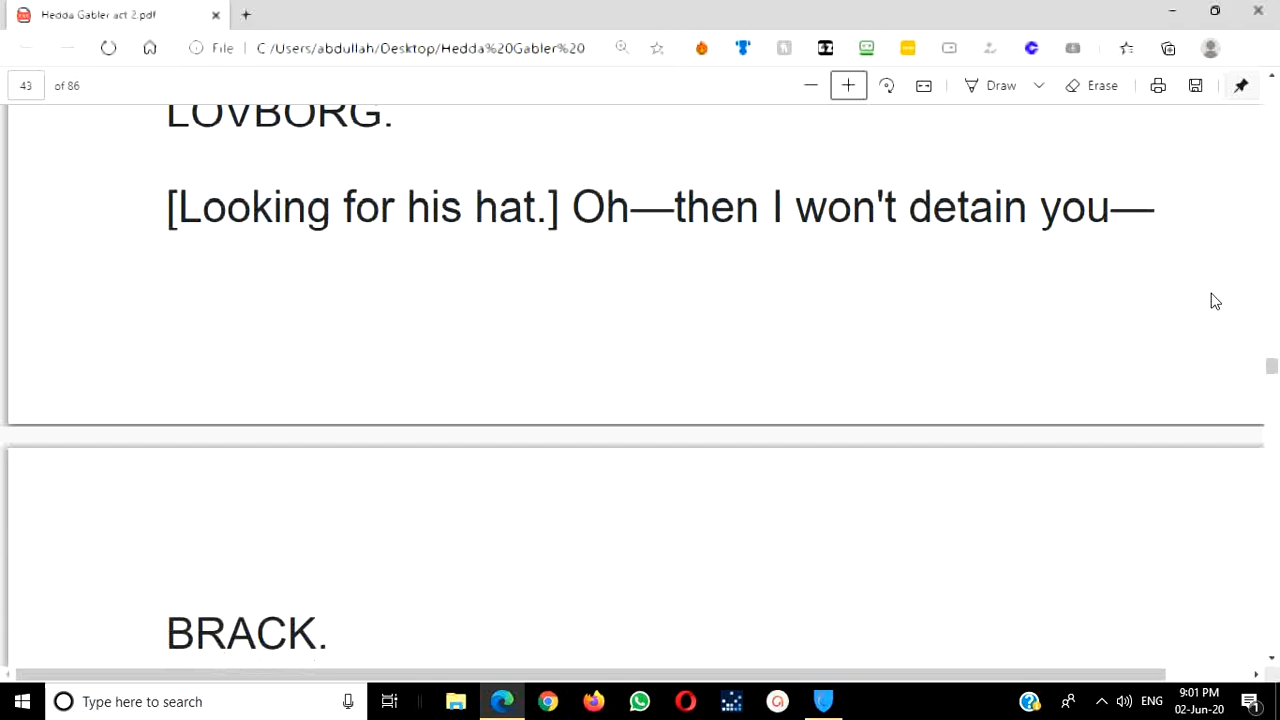 Hedda Gabler act 2.pdf
File
C:/Users/abdullah/Desktop/Hedda%20Gabler%20
43 of 86
Draw
Erase
LOVBORG.
[Looking for his hat.] Oh—then I won't detain you—
BRACK.
Type here to search
ENG
9:01 PM
02-Jun-20